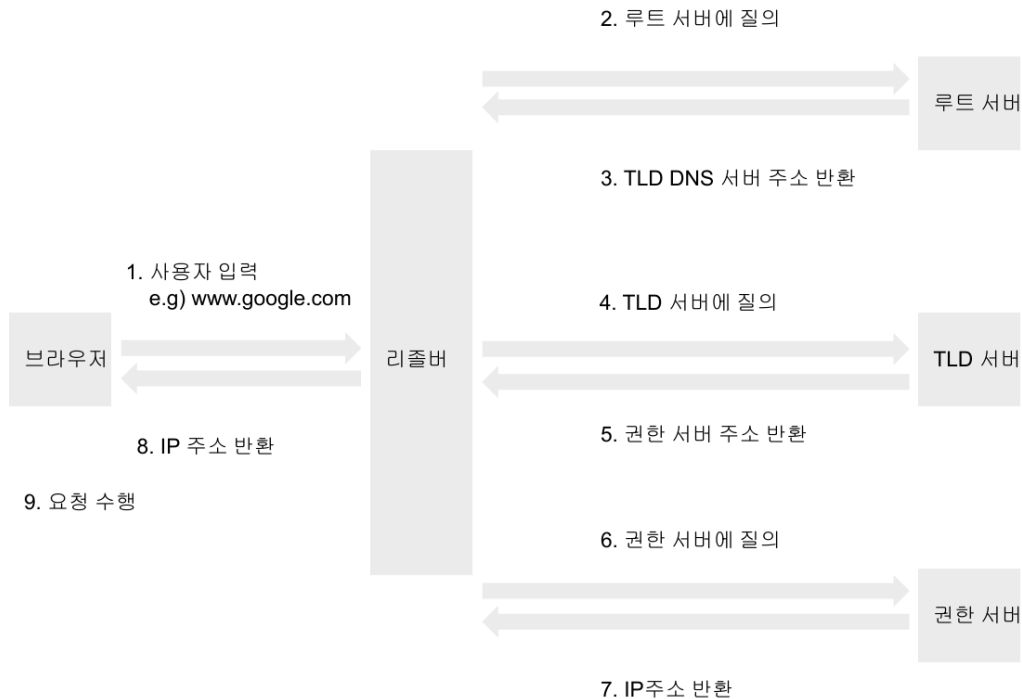 2. 루트 서버에 질의
루트 서버
3. TLD DNS 서버 주소 반환
1. 사용자 입력
e.g) www.google.com
4. TLD 서버에 질의
브라우저
리졸버
TLD 서버
8. IP 주소 반환
5. 권한 서버 주소 반환
9. 요청 수행
6. 권한 서버에 질의
권한 서버
7. IP주소 반환